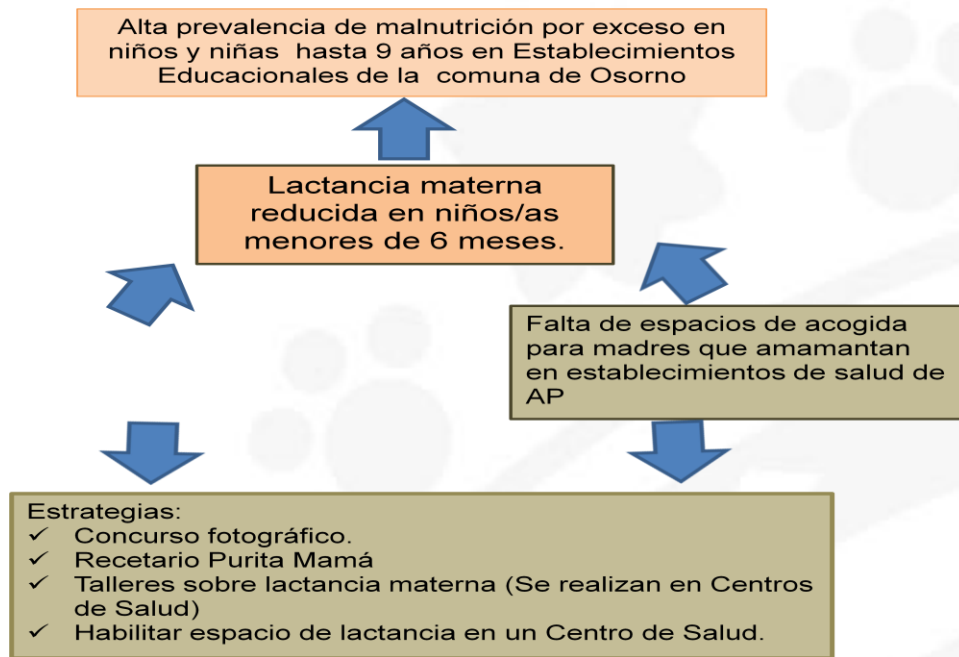 Alta prevalencia de malnutrición por exceso en
niños y niñas hasta 9 años en Establecimientos
Educacionales de la comuna de Osorno
Lactancia materna
reducida en niños/as
menores de 6 meses.
Falta de espacios de acogida
para madres que amamantan
en establecimientos de salud de
AP
Estrategias:
✓ Concurso fotográfico.
✓ Recetario Purita Mamá
✓ Talleres sobre lactancia materna (Se realizan en Centros
de Salud)
✓ Habilitar espacio de lactancia en un Centro de Salud.